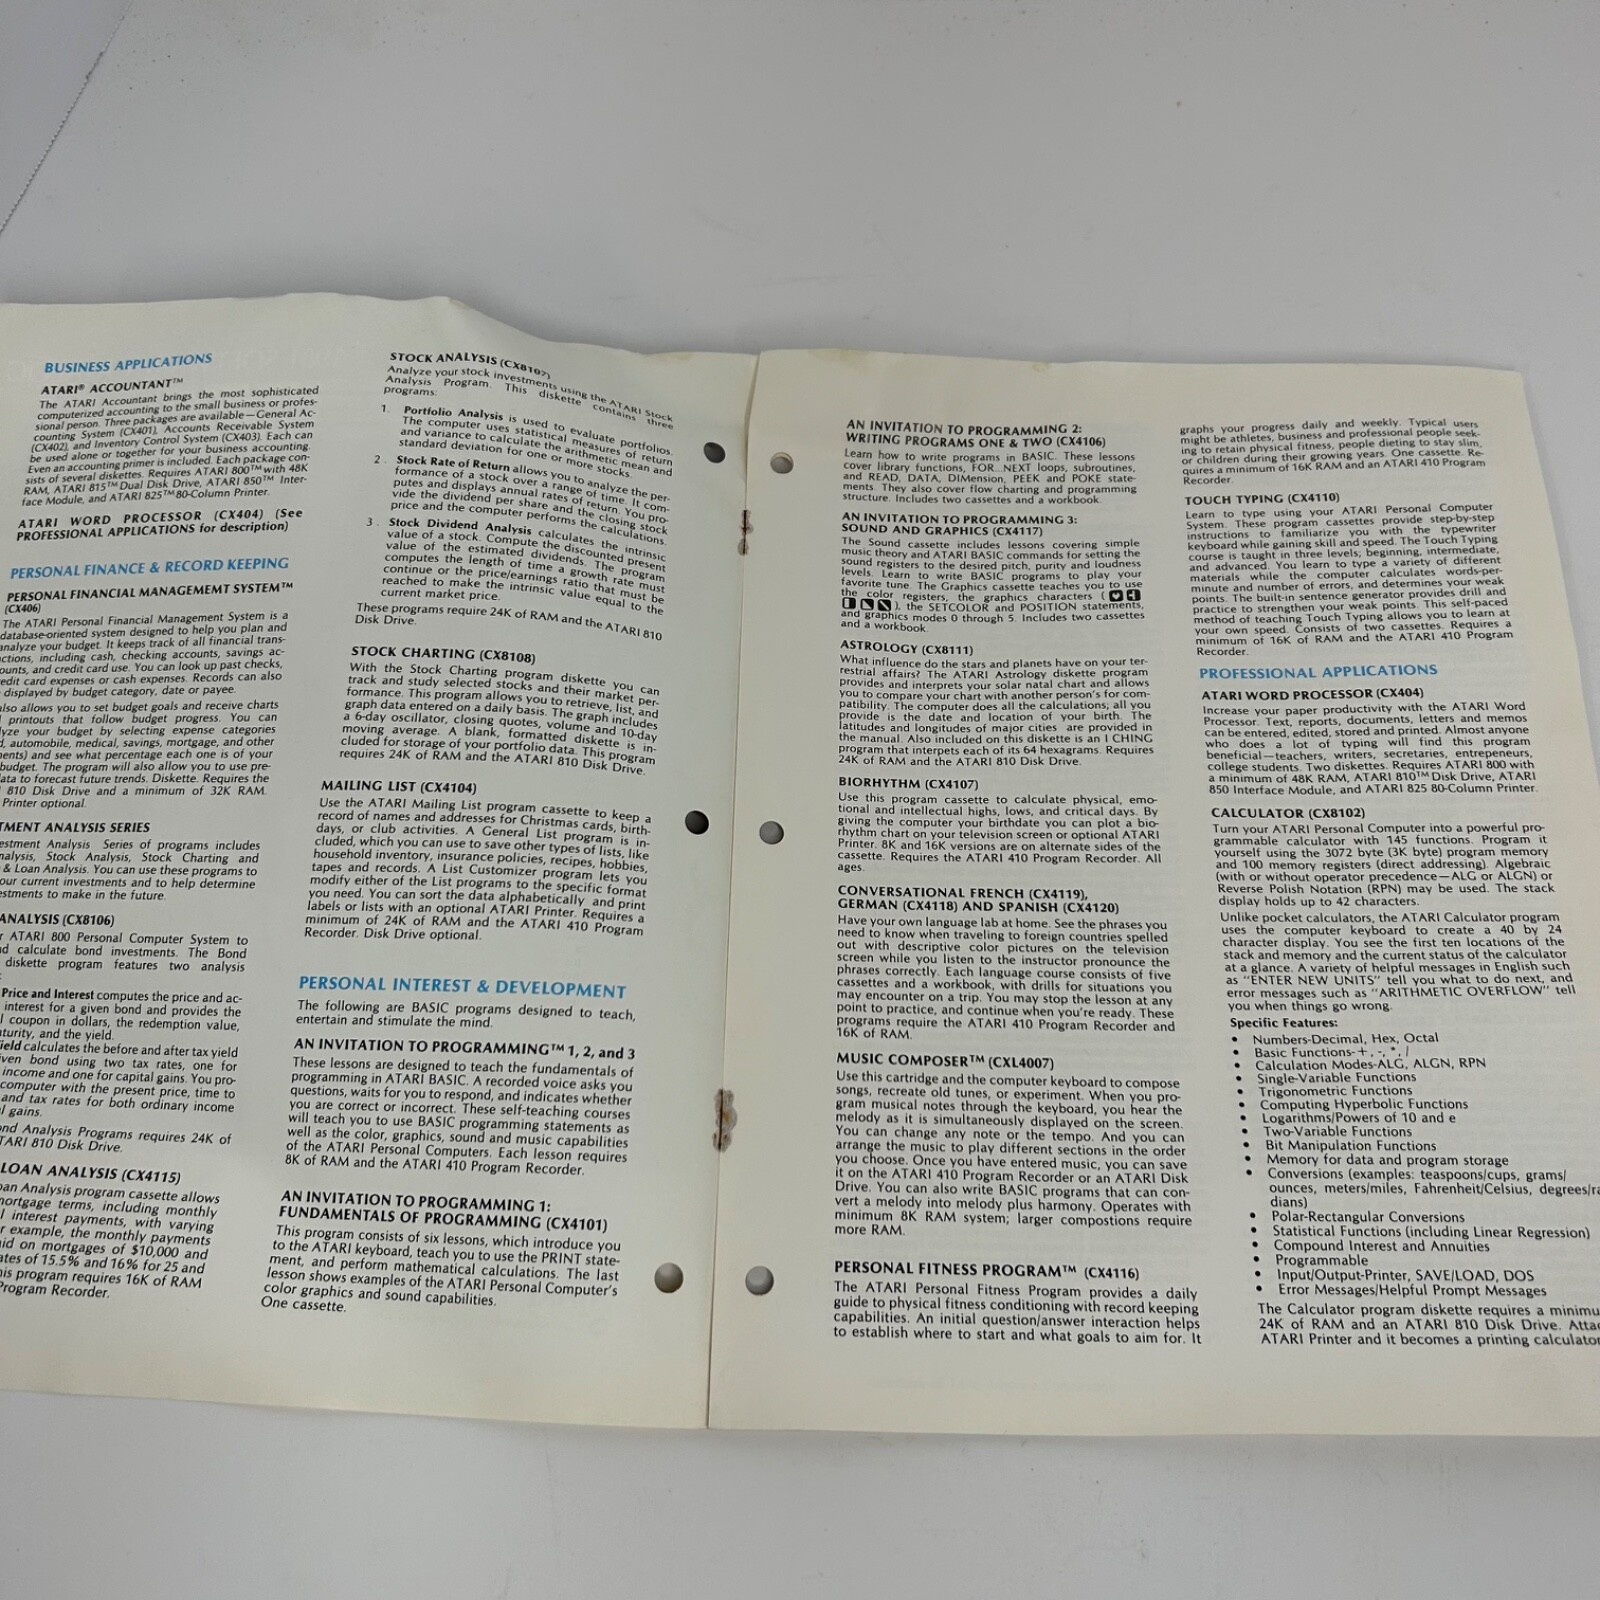 BUSINESS APPLICATIONS
ATARI® ACCOUNTANT™
The ATARI Accountant brings the most sophisticated
computerized accounting to the small business or profes-
sional person. Three packages are available—General Ac-
counting System (CX401), Accounts Receivable System
(CX402), and Inventory Control System (CX403). Each can
be used alone or together for your business accounting.
Even an accounting primer is included. Each package con-
sists of several diskettes. Requires ATARI 800™ with 48K
RAM, ATARI 815™ Dual Disk Drive, ATARI 850™ Inter-
face Module, and ATARI 825™ 80-Column Printer.
ATARI WORD PROCESSOR (CX404) (See
PROFESSIONAL APPLICATIONS for description)
PERSONAL FINANCE & RECORD KEEPING
PERSONAL FINANCIAL MANAGEMEMT SYSTEM™
(CX406)
The ATARI Personal Financial Management System is a
database-oriented system designed to help you plan and
analyze your budget. It keeps track of all financial trans-
ctions, including cash, checking accounts, savings ac-
ounts, and credit card use. You can look up past checks,
edit card expenses or cash expenses. Records can also
displayed by budget category, date or payee.
also allows you to set budget goals and receive charts
printouts that follow budget progress. You can
lyze your budget by selecting expense categories
d, automobile, medical, savings, mortgage, and other
ments) and see what percentage each one is of your
budget. The program will also allow you to use pre-
ata to forecast future trends. Diskette. Requires the
810 Disk Drive and a minimum of 32K RAM.
Printer optional.
TMENT ANALYSIS SERIES
estment Analysis Series of programs includes
nalysis, Stock Analysis, Stock Charting and
& Loan Analysis. You can use these programs to
our current investments and to help determine
estments to make in the future.
ANALYSIS (CX8106)
r ATARI 800 Personal Computer System to
nd calculate bond investments. The Bond
diskette program features two analysis
Price and Interest computes the price and ac-
interest for a given bond and provides the
l coupon in dollars, the redemption value,
aturity, and the yield.
ield calculates the before and after tax yield
iven bond using two tax rates, one for
income and one for capital gains. You pro-
computer with the present price, time to
and tax rates for both ordinary income
l gains.
ond Analysis Programs requires 24K of
TARI 810 Disk Drive.
LOAN ANALYSIS (CX4115)
oan Analysis program cassette allows
mortgage terms, including monthly
l interest payments, with varying
r example, the monthly payments
id on mortgages of $10,000 and
ates of 15.5% and 16% for 25 and
his program requires 16K of RAM
Program Recorder.
STOCK ANALYSIS (CX8107)
Analyze your stock investments using the ATARI Stock
Analysis Program. This diskette contains three
programs:
1. Portfolio Analysis is used to evaluate portfolios.
The computer uses statistical measures of return
and variance to calculate the arithmetic mean and
standard deviation for one or more stocks.
2. Stock Rate of Return allows you to analyze the per-
formance of a stock over a range of time. It com-
putes and displays annual rates of return. You pro-
vide the dividend per share and the closing stock
price and the computer performs the calculations.
3. Stock Dividend Analysis calculates the intrinsic
value of a stock. Compute the discounted present
value of the estimated dividends. The program
computes the length of time a growth rate must
continue or the price/earnings ratio that must be
reached to make the intrinsic value equal to the
current market price.
These programs require 24K of RAM and the ATARI 810
Disk Drive.
STOCK CHARTING (CX8108)
With the Stock Charting program diskette you can
track and study selected stocks and their market per-
formance. This program allows you to retrieve, list, and
graph data entered on a daily basis. The graph includes
a 6-day oscillator, closing quotes, volume and 10-day
moving average. A blank, formatted diskette is in-
cluded for storage of your portfolio data. This program
requires 24K of RAM and the ATARI 810 Disk Drive.
MAILING LIST (CX4104)
Use the ATARI Mailing List program cassette to keep a
record of names and addresses for Christmas cards, birth-
days, or club activities. A General List program is in-
cluded, which you can use to save other types of lists, like
household inventory, insurance policies, recipes, hobbies,
tapes and records. A List Customizer program lets you
modify either of the List programs to the specific format
you need. You can sort the data alphabetically and print
labels or lists with an optional ATARI Printer. Requires a
minimum of 24K of RAM and the ATARI 410 Program
Recorder. Disk Drive optional.
PERSONAL INTEREST & DEVELOPMENT
The following are BASIC programs designed to teach,
entertain and stimulate the mind.
AN INVITATION TO PROGRAMMING™ 1, 2, and 3
These lessons are designed to teach the fundamentals of
programming in ATARI BASIC. A recorded voice asks you
questions, waits for you to respond, and indicates whether
you are correct or incorrect. These self-teaching courses
will teach you to use BASIC programming statements as
well as the color, graphics, sound and music capabilities
of the ATARI Personal Computers. Each lesson requires
8K of RAM and the ATARI 410 Program Recorder.
AN INVITATION TO PROGRAMMING 1:
FUNDAMENTALS OF PROGRAMMING (CX4101)
This program consists of six lessons, which introduce you
to the ATARI keyboard, teach you to use the PRINT state-
ment, and perform mathematical calculations. The last
lesson shows examples of the ATARI Personal Computer's
color graphics and sound capabilities.
One cassette.
AN INVITATION TO PROGRAMMING 2:
WRITING PROGRAMS ONE & TWO (CX4106)
Learn how to write programs in BASIC. These lessons
cover library functions, FOR...NEXT loops, subroutines,
and READ, DATA, DIMension, PEEK and POKE state-
ments. They also cover flow charting and programming
structure. Includes two cassettes and a workbook.
AN INVITATION TO PROGRAMMING 3:
SOUND AND GRAPHICS (CX4117)
The Sound cassette includes lessons covering simple
music theory and ATARI BASIC commands for setting the
sound registers to the desired pitch, purity and loudness
levels. Learn to write BASIC programs to play your
favorite tune. The Graphics cassette teaches you to use
the color registers, the graphics characters (
), the SETCOLOR and POSITION statements,
and graphics modes 0 through 5. Includes two cassettes
and a workbook.
ASTROLOGY (CX8111)
What influence do the stars and planets have on your ter-
restrial affairs? The ATARI Astrology diskette program
provides and interprets your solar natal chart and allows
you to compare your chart with another person's for com-
patibility. The computer does all the calculations; all you
provide is the date and location of your birth. The
latitudes and longitudes of major cities are provided in
the manual. Also included on this diskette is an I CHING
program that interpets each of its 64 hexagrams. Requires
24K of RAM and the ATARI 810 Disk Drive.
BIORHYTHM (CX4107)
Use this program cassette to calculate physical, emo-
tional and intellectual highs, lows, and critical days. By
giving the computer your birthdate you can plot a bio-
rhythm chart on your television screen or optional ATARI
Printer. 8K and 16K versions are on alternate sides of the
cassette. Requires the ATARI 410 Program Recorder. All
ages.
CONVERSATIONAL FRENCH (CX4119),
GERMAN (CX4118) AND SPANISH (CX4120)
Have your own language lab at home. See the phrases you
need to know when traveling to foreign countries spelled
out with descriptive color pictures on the television
screen while you listen to the instructor pronounce the
phrases correctly. Each language course consists of five
cassettes and a workbook, with drills for situations you
may encounter on a trip. You may stop the lesson at any
point to practice, and continue when you're ready. These
programs require the ATARI 410 Program Recorder and
16K of RAM.
MUSIC COMPOSER™ (CXL4007)
Use this cartridge and the computer keyboard to compose
songs, recreate old tunes, or experiment. When you pro-
gram musical notes through the keyboard, you hear the
melody as it is simultaneously displayed on the screen.
You can change any note or the tempo. And you can
arrange the music to play different sections in the order
you choose. Once you have entered music, you can save
it on the ATARI 410 Program Recorder or an ATARI Disk
Drive. You can also write BASIC programs that can con-
vert a melody into melody plus harmony. Operates with
minimum 8K RAM system; larger compostions require
more RAM.
PERSONAL FITNESS PROGRAM™ (CX4116)
The ATARI Personal Fitness Program provides a daily
guide to physical fitness conditioning with record keeping
capabilities. An initial question/answer interaction helps
to establish where to start and what goals to aim for. It
graphs your progress daily and weekly. Typical users
might be athletes, business and professional people seek-
ing to retain physical fitness, people dieting to stay slim,
or children during their growing years. One cassette. Re-
quires a minimum of 16K RAM and an ATARI 410 Program
Recorder.
TOUCH TYPING (CX4110)
Learn to type using your ATARI Personal Computer
System. These program cassettes provide step-by-step
instructions to familiarize you with the typewriter
keyboard while gaining skill and speed. The Touch Typing
course is taught in three levels; beginning, intermediate,
and advanced. You learn to type a variety of different
materials while the computer calculates words-per-
minute and number of errors, and determines your weak
points. The built-in sentence generator provides drill and
practice to strengthen your weak points. This self-paced
method of teaching Touch Typing allows you to learn at
your own speed. Consists of two cassettes. Requires a
minimum of 16K of RAM and the ATARI 410 Program
Recorder.
PROFESSIONAL APPLICATIONS
ATARI WORD PROCESSOR (CX404)
Increase your paper productivity with the ATARI Word
Processor. Text, reports, documents, letters and memos
can be entered, edited, stored and printed. Almost anyone
who does a lot of typing will find this program
beneficial—teachers, writers, secretaries, entrepeneurs,
college students. Two diskettes. Requires ATARI 800 with
a minimum of 48K RAM, ATARI 810™ Disk Drive, ATARI
850 Interface Module, and ATARI 825 80-Column Printer.
CALCULATOR (CX8102)
Turn your ATARI Personal Computer into a powerful pro-
grammable calculator with 145 functions. Program it
yourself using the 3072 byte (3K byte) program memory
and 100 memory registers (direct addressing). Algebraic
(with or without operator precedence—ALG or ALGN) or
Reverse Polish Notation (RPN) may be used. The stack
display holds up to 42 characters.
Unlike pocket calculators, the ATARI Calculator program
uses the computer keyboard to create a 40 by 24
character display. You see the first ten locations of the
stack and memory and the current status of the calculator
at a glance. A variety of helpful messages in English such
as "ENTER NEW UNITS" tell you what to do next, and
error messages such as "ARITHMETIC OVERFLOW" tell
you when things go wrong.
Specific Features:
• Numbers-Decimal, Hex, Octal
• Basic Functions-+, -, *, /
• Calculation Modes-ALG, ALGN, RPN
• Single-Variable Functions
• Trigonometric Functions
• Computing Hyperbolic Functions
• Logarithms/Powers of 10 and e
• Two-Variable Functions
• Bit Manipulation Functions
• Memory for data and program storage
• Conversions (examples: teaspoons/cups, grams/
ounces, meters/miles, Fahrenheit/Celsius, degrees/ra
dians)
• Polar-Rectangular Conversions
• Statistical Functions (including Linear Regression)
• Compound Interest and Annuities
• Programmable
• Input/Output-Printer, SAVE/LOAD, DOS
• Error Messages/Helpful Prompt Messages
The Calculator program diskette requires a minimu
24K of RAM and an ATARI 810 Disk Drive. Attac
ATARI Printer and it becomes a printing calculator